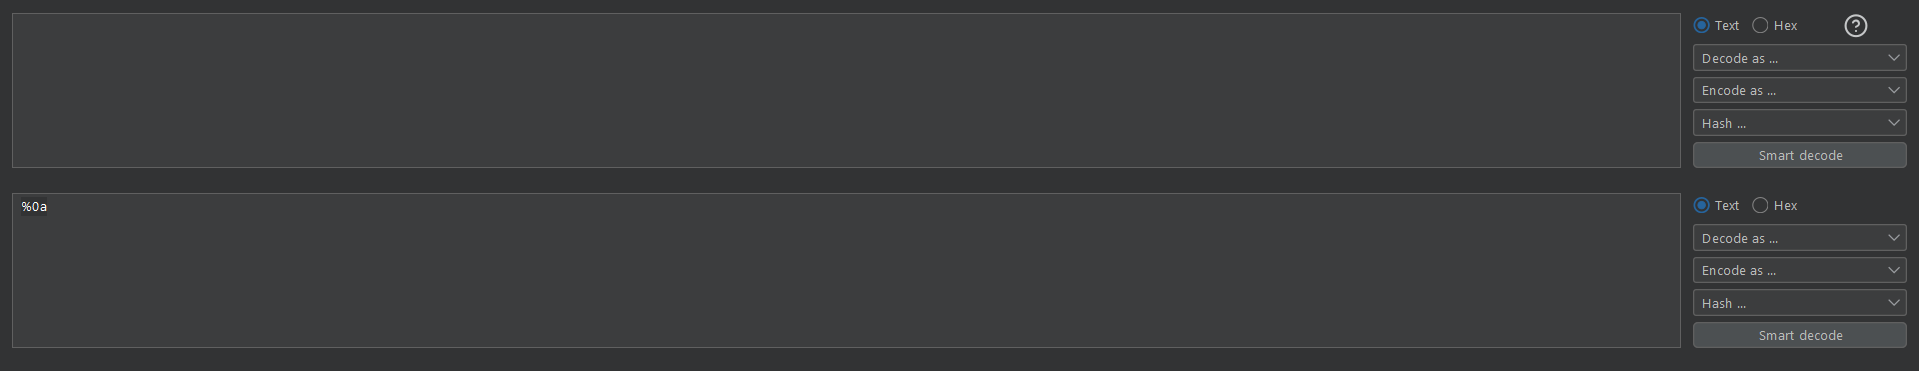 Text Hex ?
Decode as ...
Encode as ...
Hash ...
Smart decode
%0a
Text Hex
Decode as ...
Encode as ...
Hash ...
Smart decode